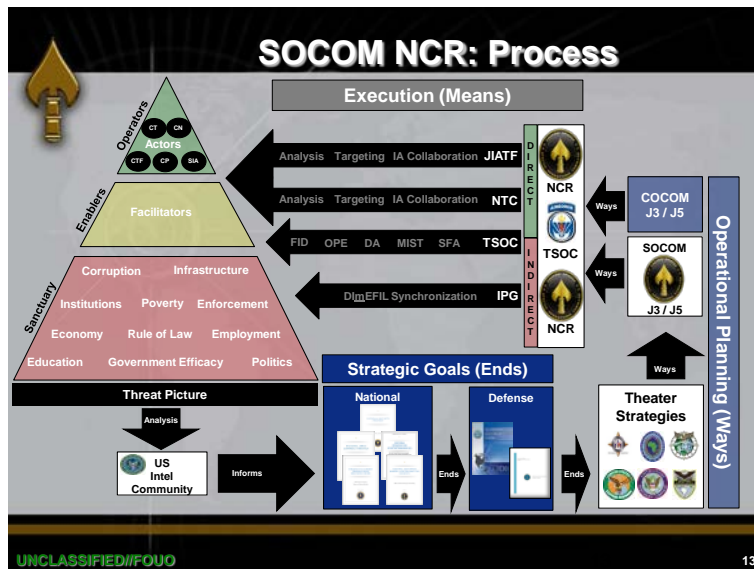 SOCOM NCR: Process
Execution (Means)
Operators
CT CN
Actors
CTF CP SIA
Enablers
Facilitators
Sanctuary
Corruption Infrastructure
Institutions Poverty Enforcement
Economy Rule of Law Employment
Education Government Efficacy Politics
Threat Picture
Analysis Targeting IA Collaboration JIATF
Analysis Targeting IA Collaboration NTC
FID OPE DA MIST SFA TSOC
DImEFIL Synchronization IPG
DIRECT
INDIRECT
NCR
TSOC
NCR
Ways
Ways
COCOM
J3 / J5
SOCOM
J3 / J5
Operational Planning (Ways)
Ways
Strategic Goals (Ends)
National
Defense
Theater
Strategies
Analysis
US
Intel
Community
Informs
Ends
Ends
UNCLASSIFIED//FOUO
13